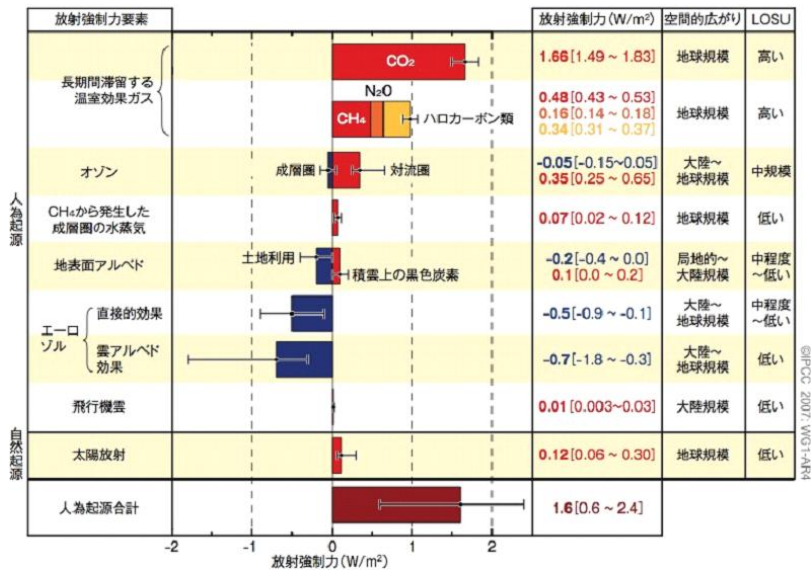 放射強制力要素
放射強制力（W/m²）
空間的広がり
LOSU
人為起源
長期間滞留する
温室効果ガス
CO₂
1.66[1.49 ~ 1.83]
地球規模
高い
N₂O
CH₄
ハロカーボン類
0.48[0.43 ~ 0.53]
0.16[0.14 ~ 0.18]
0.34[0.31 ~ 0.37]
地球規模
高い
オゾン
成層圏
対流圏
-0.05[-0.15~0.05]
0.35[0.25 ~ 0.65]
大陸~
地球規模
中規模
CH₄から発生した
成層圏の水蒸気
0.07[0.02 ~ 0.12]
地球規模
低い
地表面アルベド
土地利用
積雲上の黒色炭素
-0.2[-0.4 ~ 0.0]
0.1[0.0 ~ 0.2]
局地的~
大陸規模
中程度
~低い
エーロ
ゾル
直接的効果
-0.5[-0.9 ~ -0.1]
大陸~
地球規模
中程度
~低い
雲アルベド
効果
-0.7[-1.8 ~ -0.3]
大陸~
地球規模
低い
飛行機雲
0.01[0.003~0.03]
大陸規模
低い
自然起源
太陽放射
0.12[0.06 ~ 0.30]
地球規模
低い
人為起源合計
1.6[0.6 ~ 2.4]
-2 -1 0 1 2
放射強制力（W/m²）
©IPCC 2007: WG1-AR4